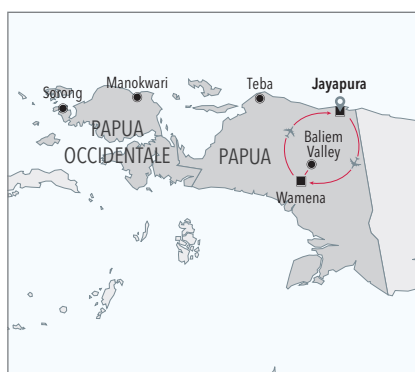 Sorong
Manokwari
Teba
Jayapura
PAPUA
OCCIDENTALE
PAPUA
Baliem
Valley
Wamena